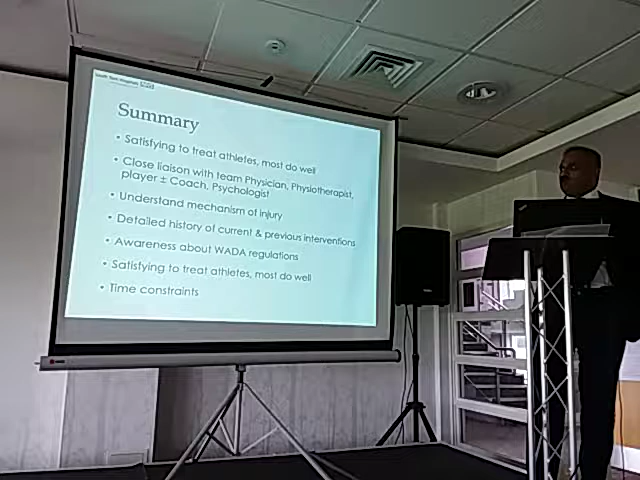 Summary
• Satisfying to treat athletes, most do well
• Close liaison with team Physician, Physiotherapist,
player ± Coach, Psychologist
• Understand mechanism of injury
• Detailed history of current & previous interventions
• Awareness about WADA regulations
• Satisfying to treat athletes, most do well
• Time constraints